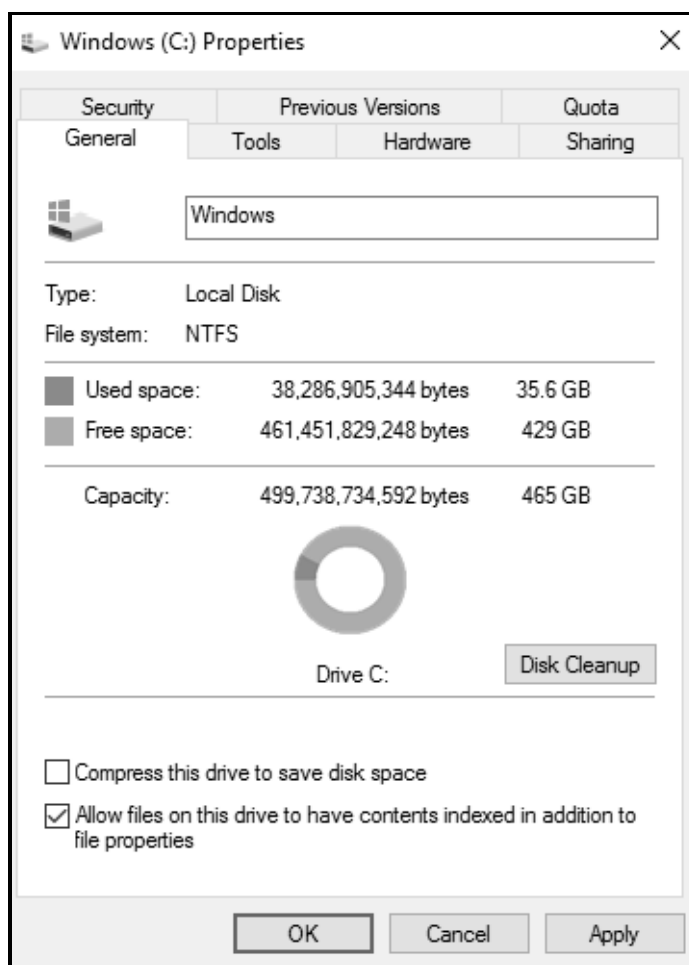 Windows (C:) Properties
Security Previous Versions Quota
General Tools Hardware Sharing
Windows
Type: Local Disk
File system: NTFS
Used space: 38,286,905,344 bytes 35.6 GB
Free space: 461,451,829,248 bytes 429 GB
Capacity: 499,738,734,592 bytes 465 GB
Drive C: Disk Cleanup
Compress this drive to save disk space
Allow files on this drive to have contents indexed in addition to
file properties
OK Cancel Apply